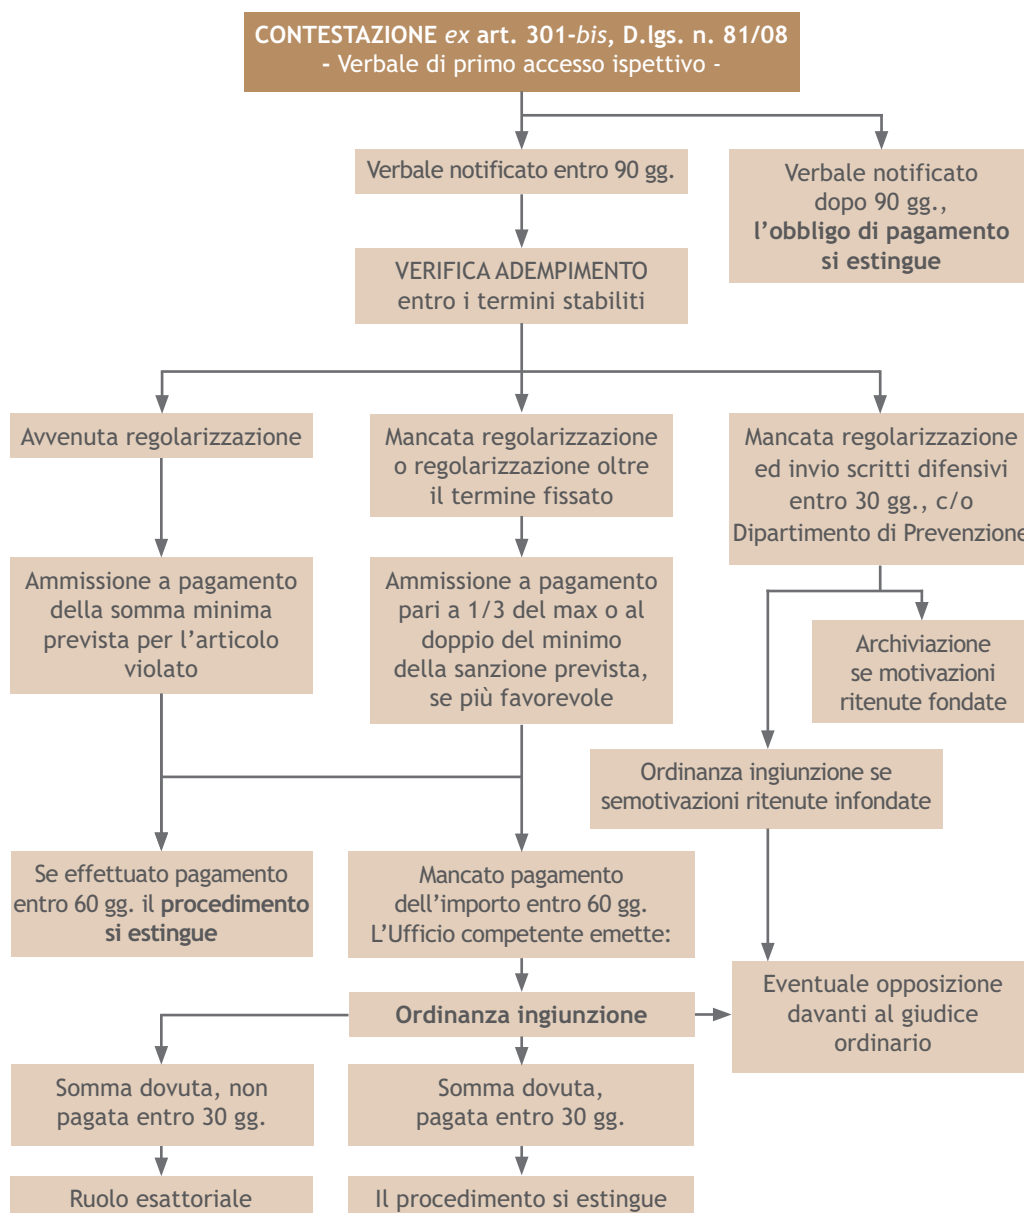 CONTESTAZIONE ex art. 301-bis, D.lgs. n. 81/08
- Verbale di primo accesso ispettivo -
Verbale notificato entro 90 gg.
Verbale notificato
dopo 90 gg.,
l’obbligo di pagamento
si estingue
VERIFICA ADEMPIMENTO
entro i termini stabiliti
Avvenuta regolarizzazione
Mancata regolarizzazione
o regolarizzazione oltre
il termine fissato
Mancata regolarizzazione
ed invio scritti difensivi
entro 30 gg., c/o
Dipartimento di Prevenzione
Ammissione a pagamento
della somma minima
prevista per l’articolo
violato
Ammissione a pagamento
pari a 1/3 del max o al
doppio del minimo
della sanzione prevista,
se più favorevole
Archiviazione
se motivazioni
ritenute fondate
Ordinanza ingiunzione se
semotivazioni ritenute infondate
Se effettuato pagamento
entro 60 gg. il procedimento
si estingue
Mancato pagamento
dell’importo entro 60 gg.
L’Ufficio competente emette:
Ordinanza ingiunzione
Eventuale opposizione
davanti al giudice
ordinario
Somma dovuta, non
pagata entro 30 gg.
Somma dovuta,
pagata entro 30 gg.
Ruolo esattoriale
Il procedimento si estingue